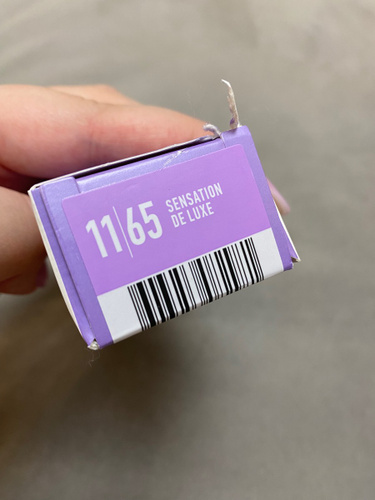 11|65 SENSATION
DE LUXE